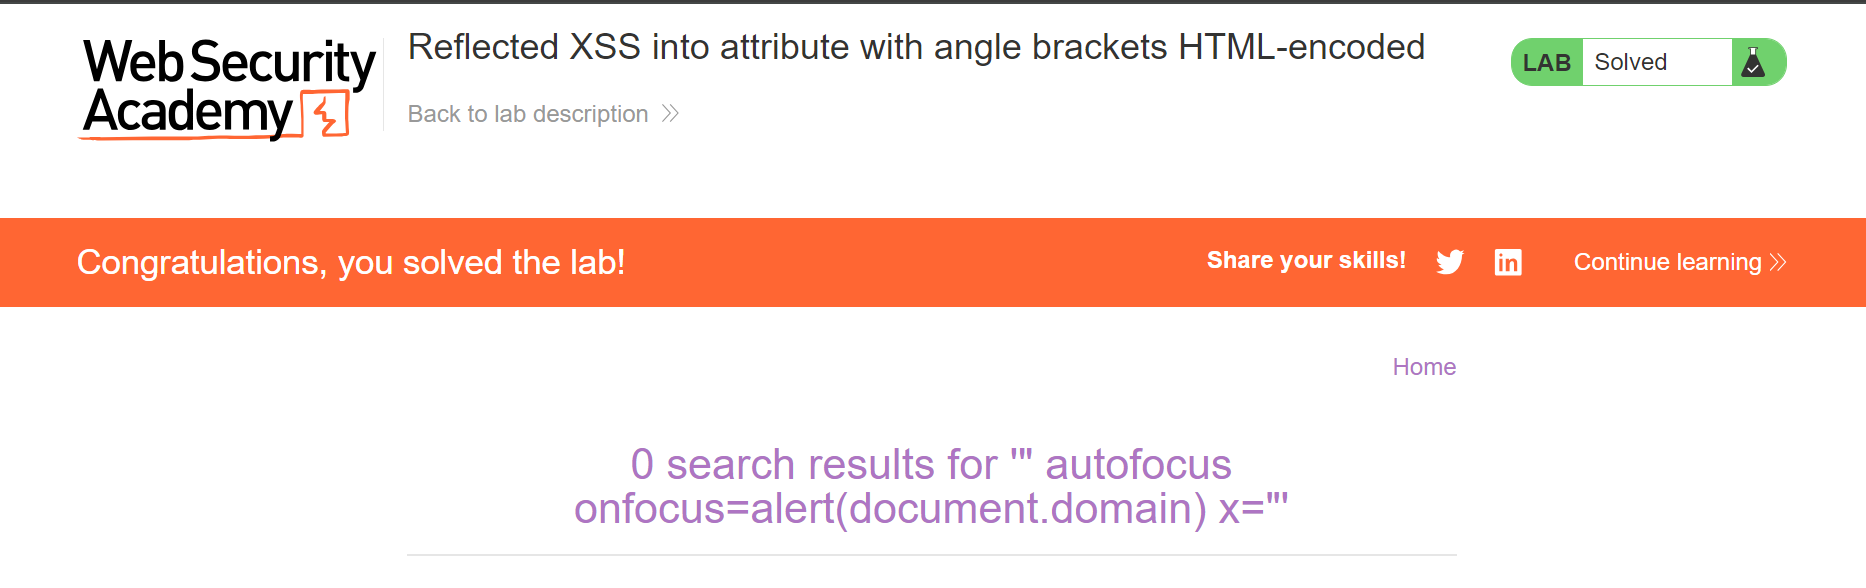 Web Security
Academy
Reflected XSS into attribute with angle brackets HTML-encoded
Back to lab description
LAB Solved
Congratulations, you solved the lab!
Share your skills!
Continue learning
Home
0 search results for '" autofocus
onfocus=alert(document.domain) x="'